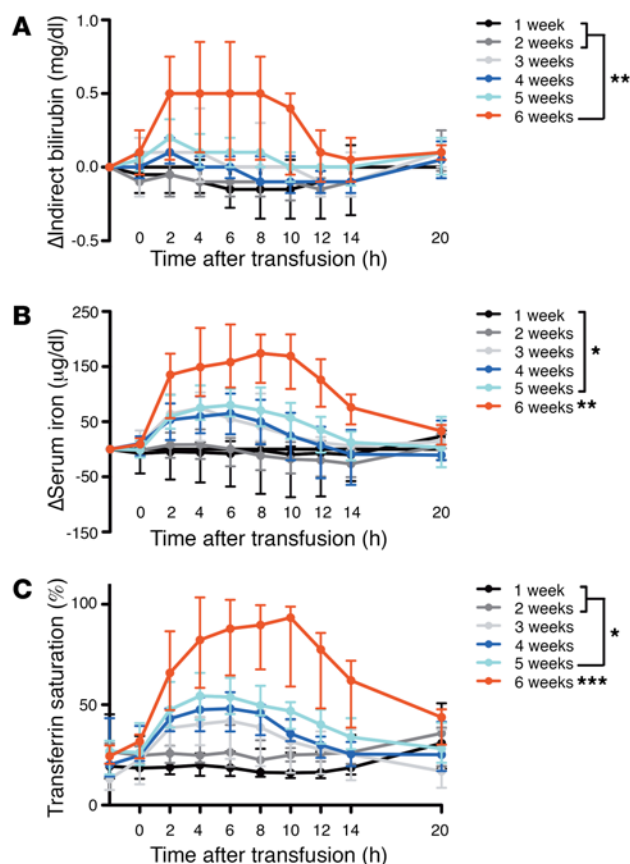 A
ΔIndirect bilirubin (mg/dl)
1.0
0.5
0.0
-0.5
0 2 4 6 8 10 12 14 20
Time after transfusion (h)
1 week
2 weeks
3 weeks
4 weeks
5 weeks
6 weeks
**
B
ΔSerum iron (μg/dl)
250
150
50
-50
-150
0 2 4 6 8 10 12 14 20
Time after transfusion (h)
1 week
2 weeks
3 weeks
4 weeks
5 weeks
6 weeks**
*
C
Transferrin saturation (%)
100
50
0
0 2 4 6 8 10 12 14 20
Time after transfusion (h)
1 week
2 weeks
3 weeks
4 weeks
5 weeks
6 weeks***
*